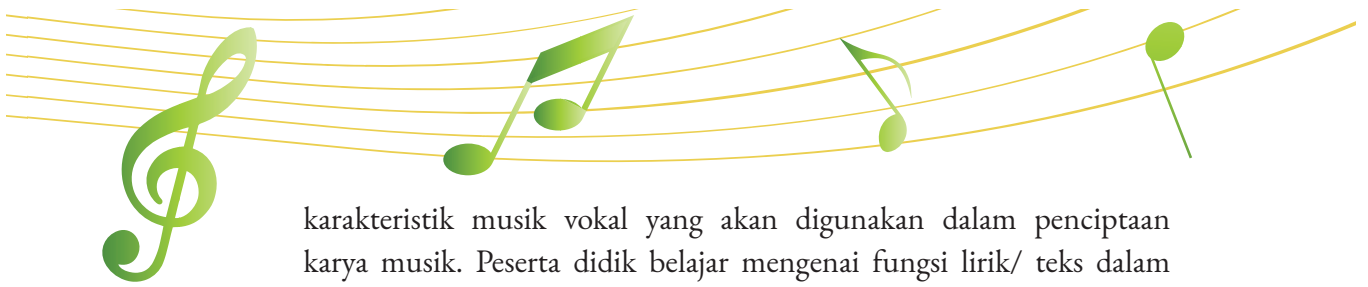 karakteristik musik vokal yang akan digunakan dalam penciptaan
karya musik. Peserta didik belajar mengenai fungsi lirik/ teks dalam